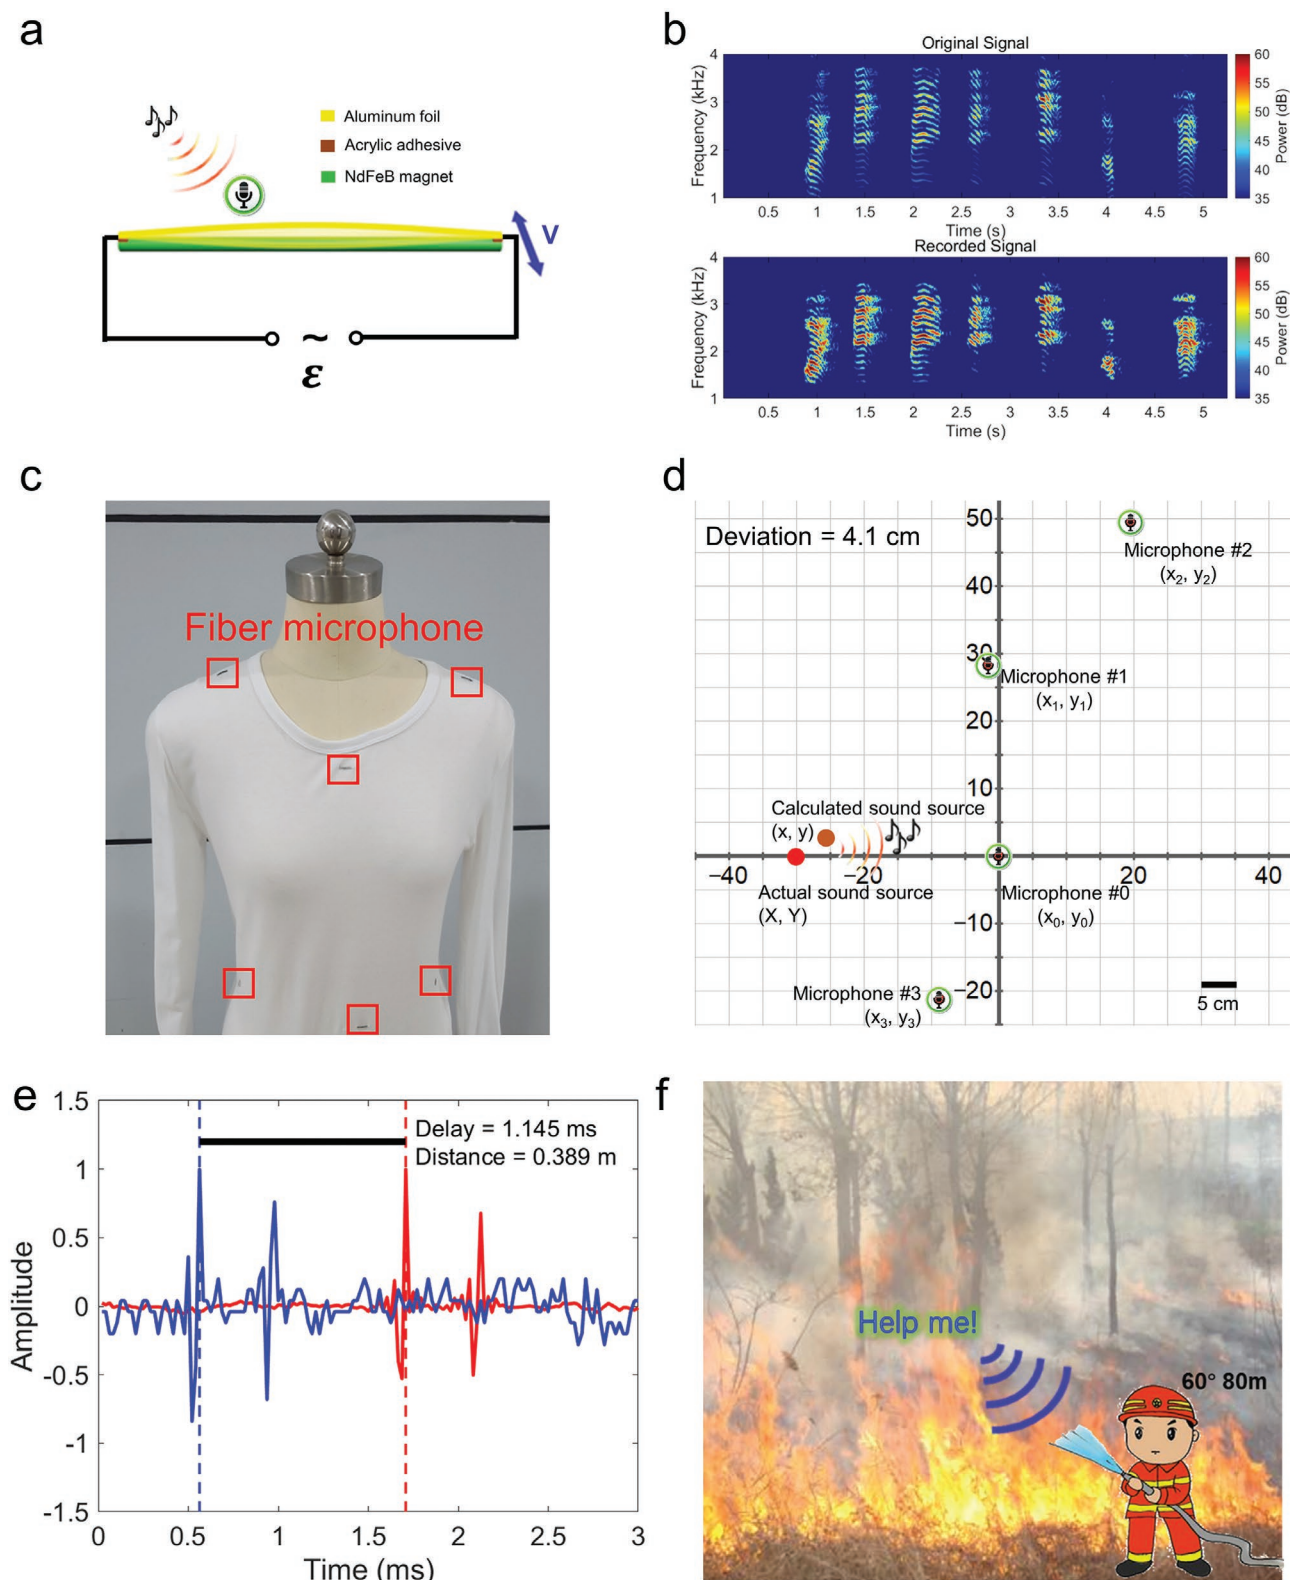 a
Aluminum foil
Acrylic adhesive
NdFeB magnet
V
~
ε
b
Original Signal
Frequency (kHz)
4
3
2
1
0.5 1 1.5 2 2.5 3 3.5 4 4.5 5
Time (s)
60
55
50
45
40
35
Power (dB)
Recorded Signal
Frequency (kHz)
4
3
2
1
0.5 1 1.5 2 2.5 3 3.5 4 4.5 5
Time (s)
60
55
50
45
40
35
Power (dB)
c
Fiber microphone
d
Deviation = 4.1 cm
50
40
30
20
10
−10
−20
−40 −20 20 40
Microphone #2
(x₂, y₂)
Microphone #1
(x₁, y₁)
Calculated sound source
(x, y)
Actual sound source
(X, Y)
Microphone #0
(x₀, y₀)
Microphone #3
(x₃, y₃)
5 cm
e
Delay = 1.145 ms
Distance = 0.389 m
Amplitude
1.5
1
0.5
0
-0.5
-1
-1.5
0 0.5 1 1.5 2 2.5 3
Time (ms)
f
Help me!
60° 80m